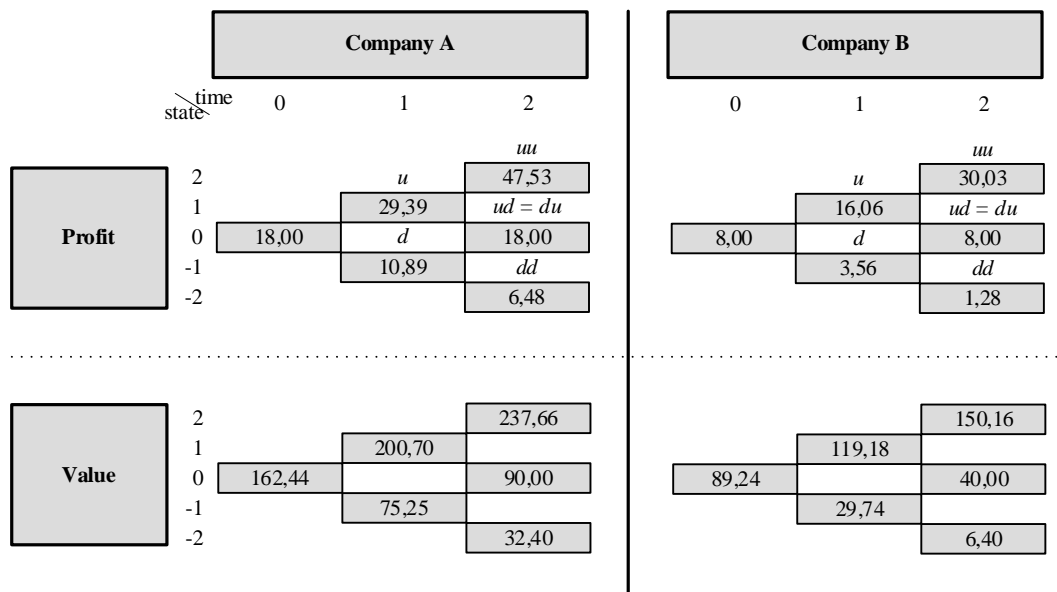 Company A Company B
time
state 0 1 2 0 1 2
uu uu
2 u 47,53 u 30,03
1 29,39 ud = du 16,06 ud = du
Profit 0 18,00 d 18,00 8,00 d 8,00
-1 10,89 dd 3,56 dd
-2 6,48 1,28
2 237,66 150,16
1 200,70 119,18
Value 0 162,44 90,00 89,24 40,00
-1 75,25 29,74
-2 32,40 6,40